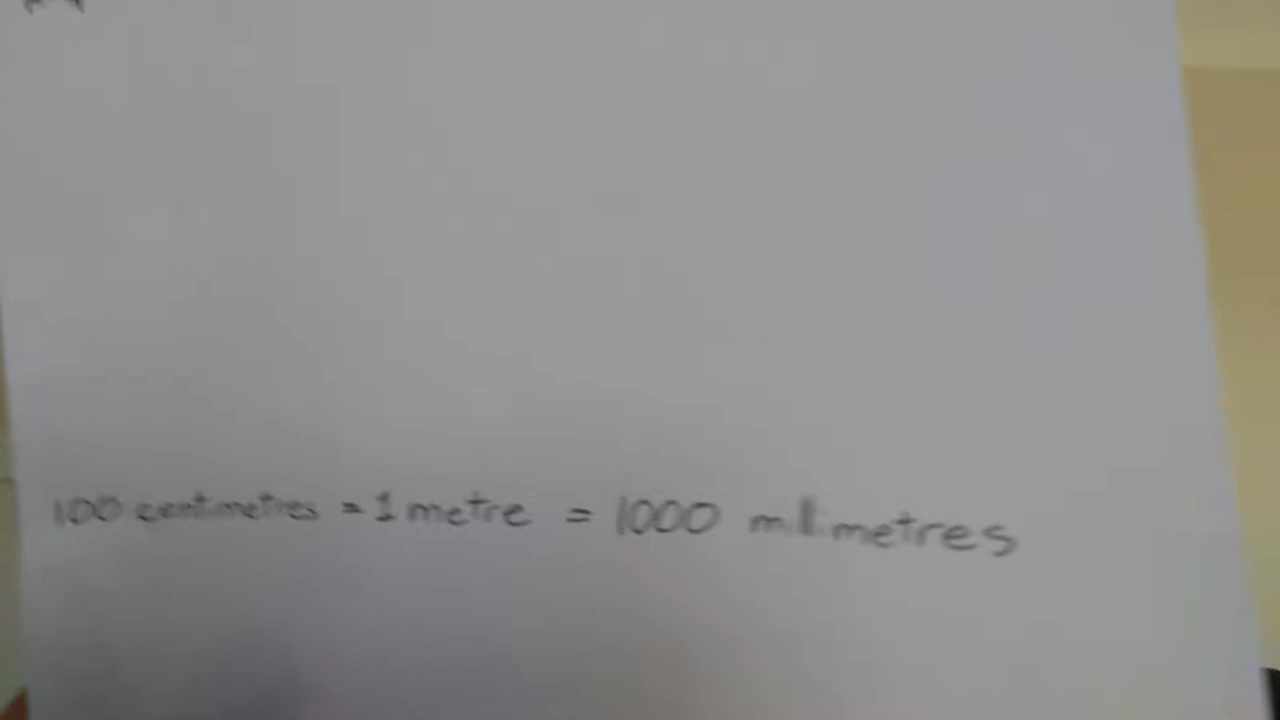 100 centimetres = 1 metre = 1000 millimetres